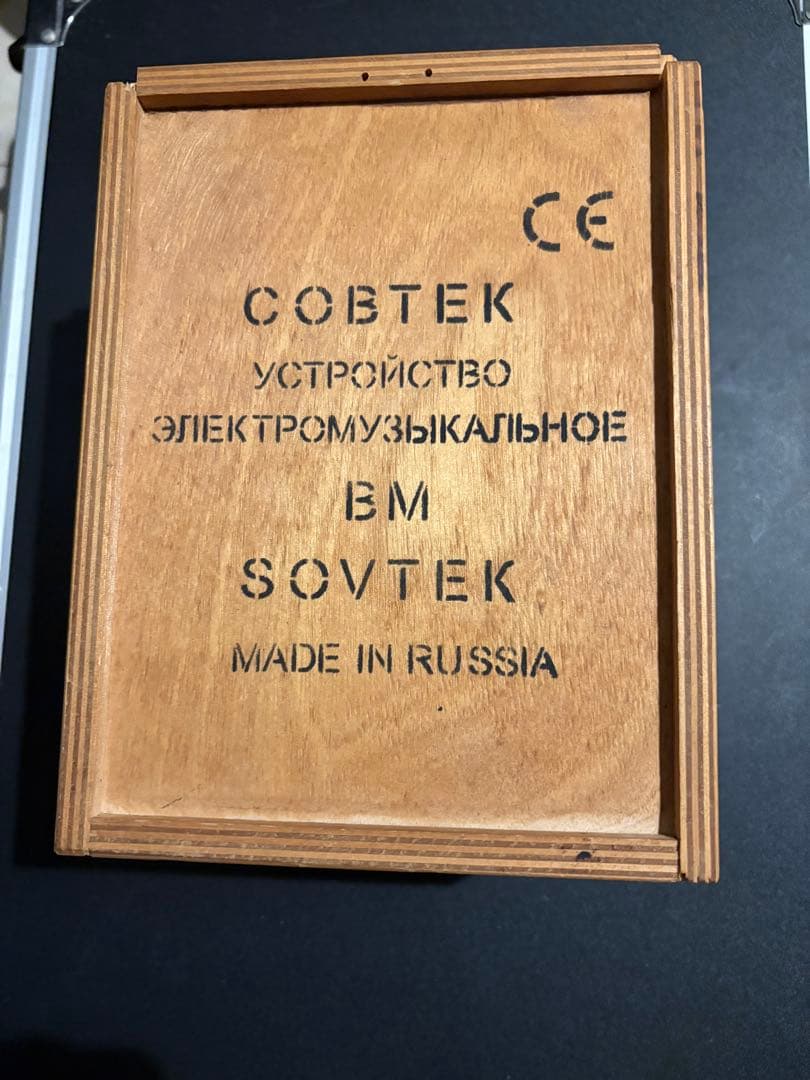 CE
СОВТЕК
УСТРОЙСТВО
ЭЛЕКТРОМУЗЫКАЛЬНОЕ
BM
SOVTEK
MADE IN RUSSIA